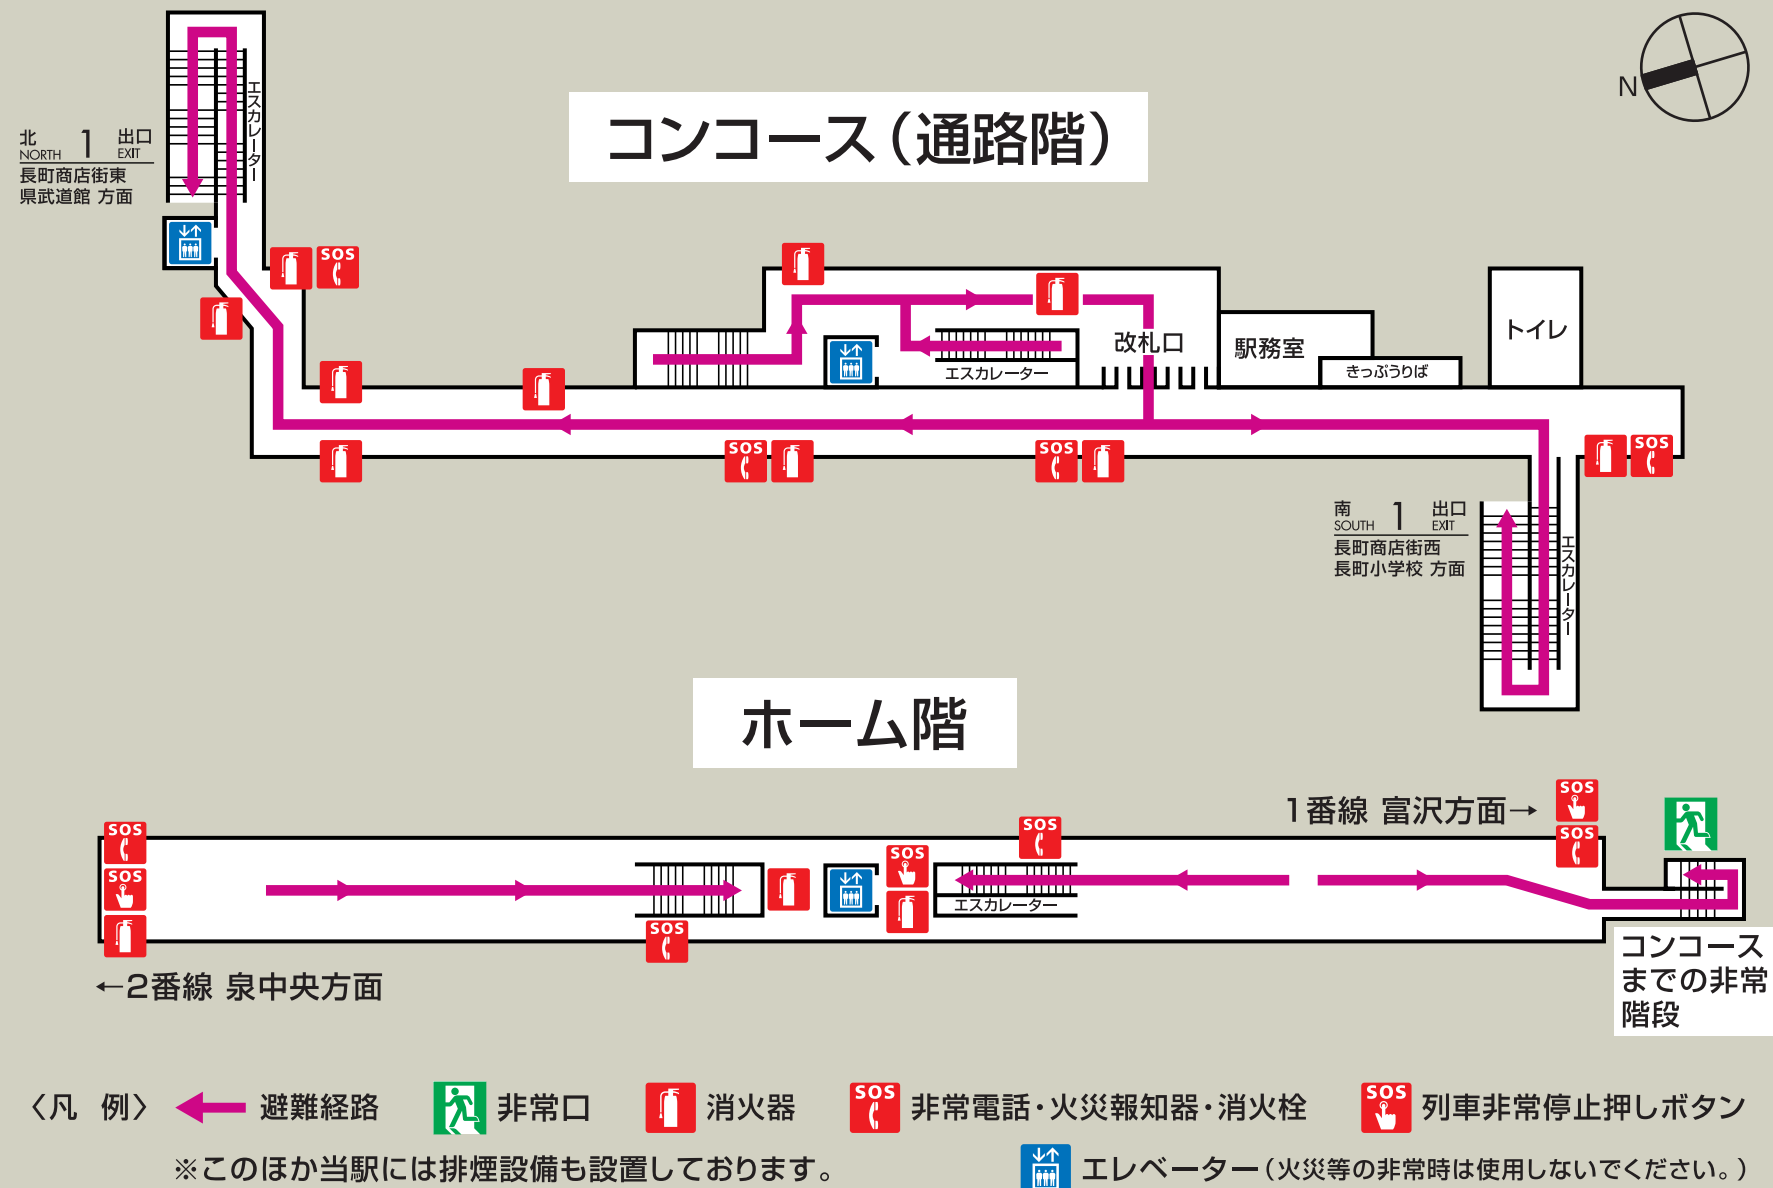 N
コンコース（通路階）
エスカレーター
北 1 出口
NORTH EXIT
長町商店街東
県武道館 方面
SOS
改札口
エスカレーター
駅務室
きっぷうりば
トイレ
SOS
SOS
SOS
南 1 出口
SOUTH EXIT
長町商店街西
長町小学校 方面
エスカレーター
ホーム階
1番線 富沢方面→
SOS
SOS
SOS
SOS
SOS
SOS
エスカレーター
SOS
←2番線 泉中央方面
コンコース
までの非常
階段
〈凡 例〉 避難経路 非常口 消火器 SOS 非常電話・火災報知器・消火栓 SOS 列車非常停止押しボタン
※このほか当駅には排煙設備も設置しております。 エレベーター（火災等の非常時は使用しないでください。）